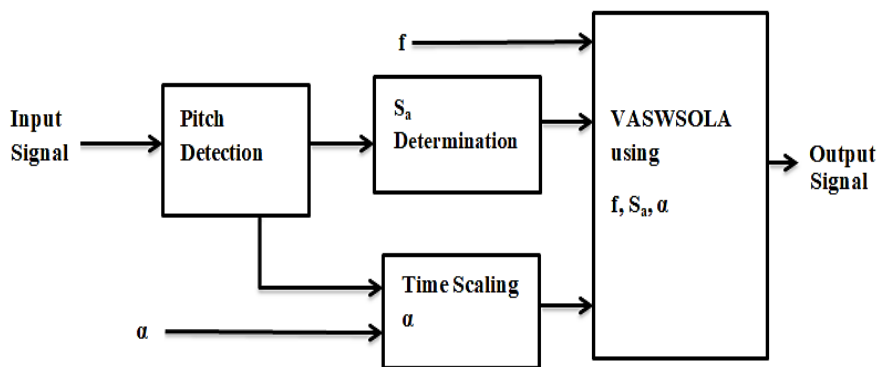 f
Input
Signal
Pitch
Detection
Sₐ
Determination
VASWSOLA
using
f, Sₐ, α
Output
Signal
Time Scaling
α
α